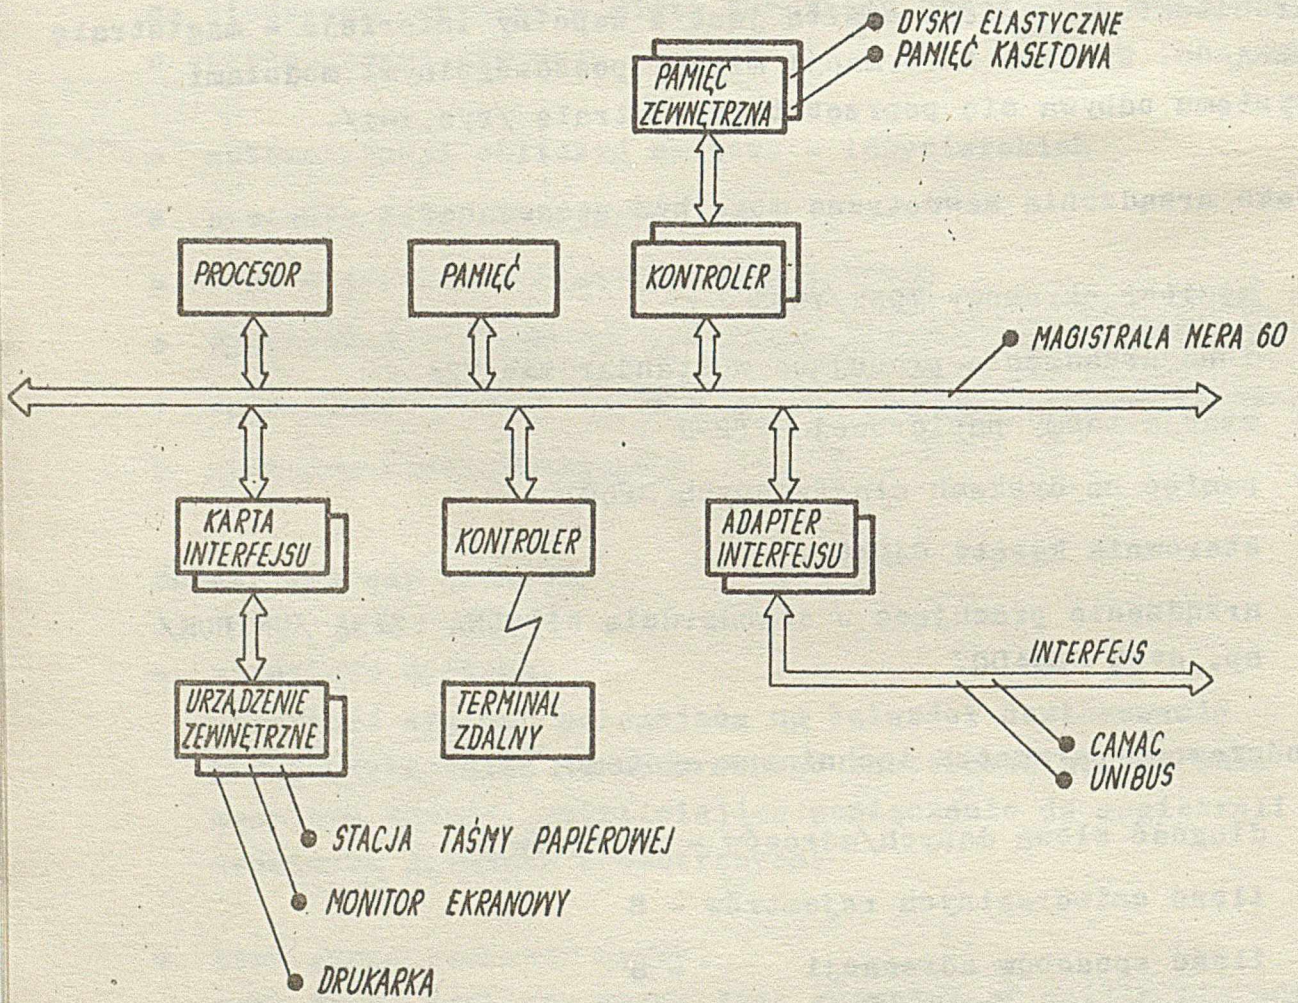 DYSKI ELASTYCZNE
PAMIĘĆ KASETOWA
PAMIĘĆ
ZEWNĘTRZNA
PROCESOR
PAMIĘĆ
KONTROLER
MAGISTRALA MERA 60
KARTA
INTERFEJSU
KONTROLER
ADAPTER
INTERFEJSU
INTERFEJS
URZĄDZENIE
ZEWNĘTRZNE
TERMINAL
ZDALNY
CAMAC
UNIBUS
STACJA TAŚMY PAPIEROWEJ
MONITOR EKRANOWY
DRUKARKA